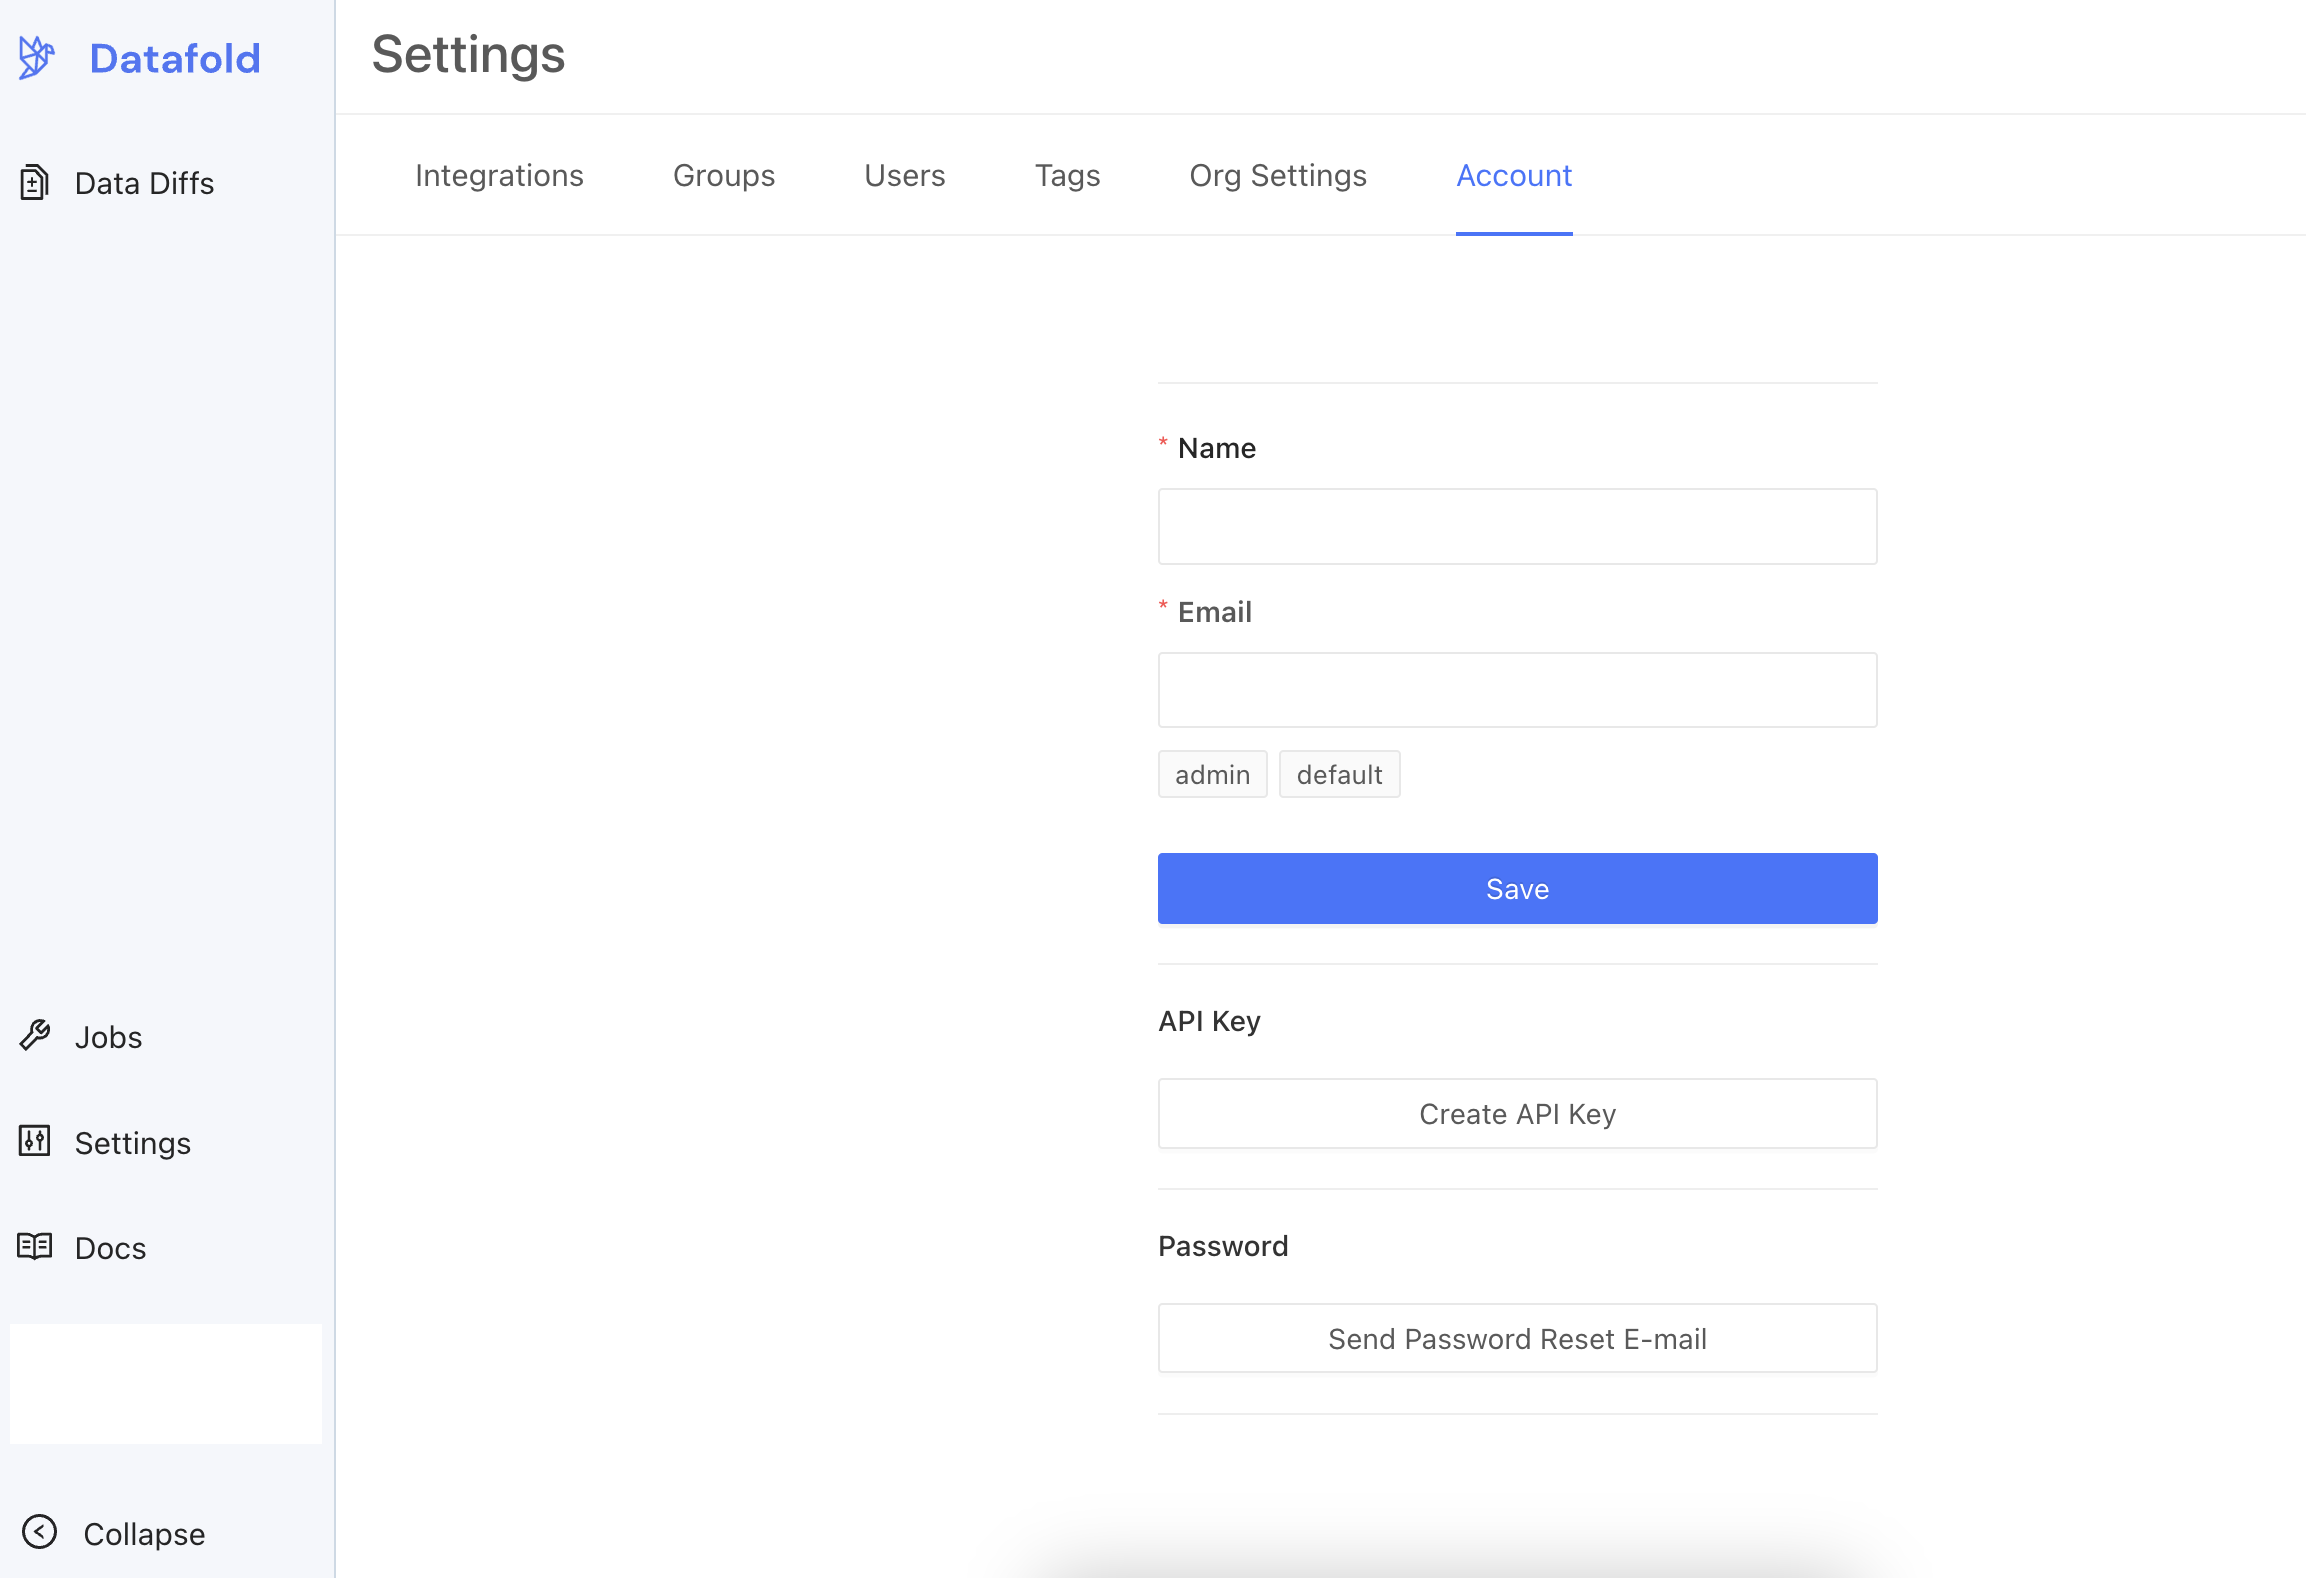 Datafold
Data Diffs
Jobs
Settings
Docs
Collapse
Settings
Integrations Groups Users Tags Org Settings Account
* Name
* Email
admin default
Save
API Key
Create API Key
Password
Send Password Reset E-mail